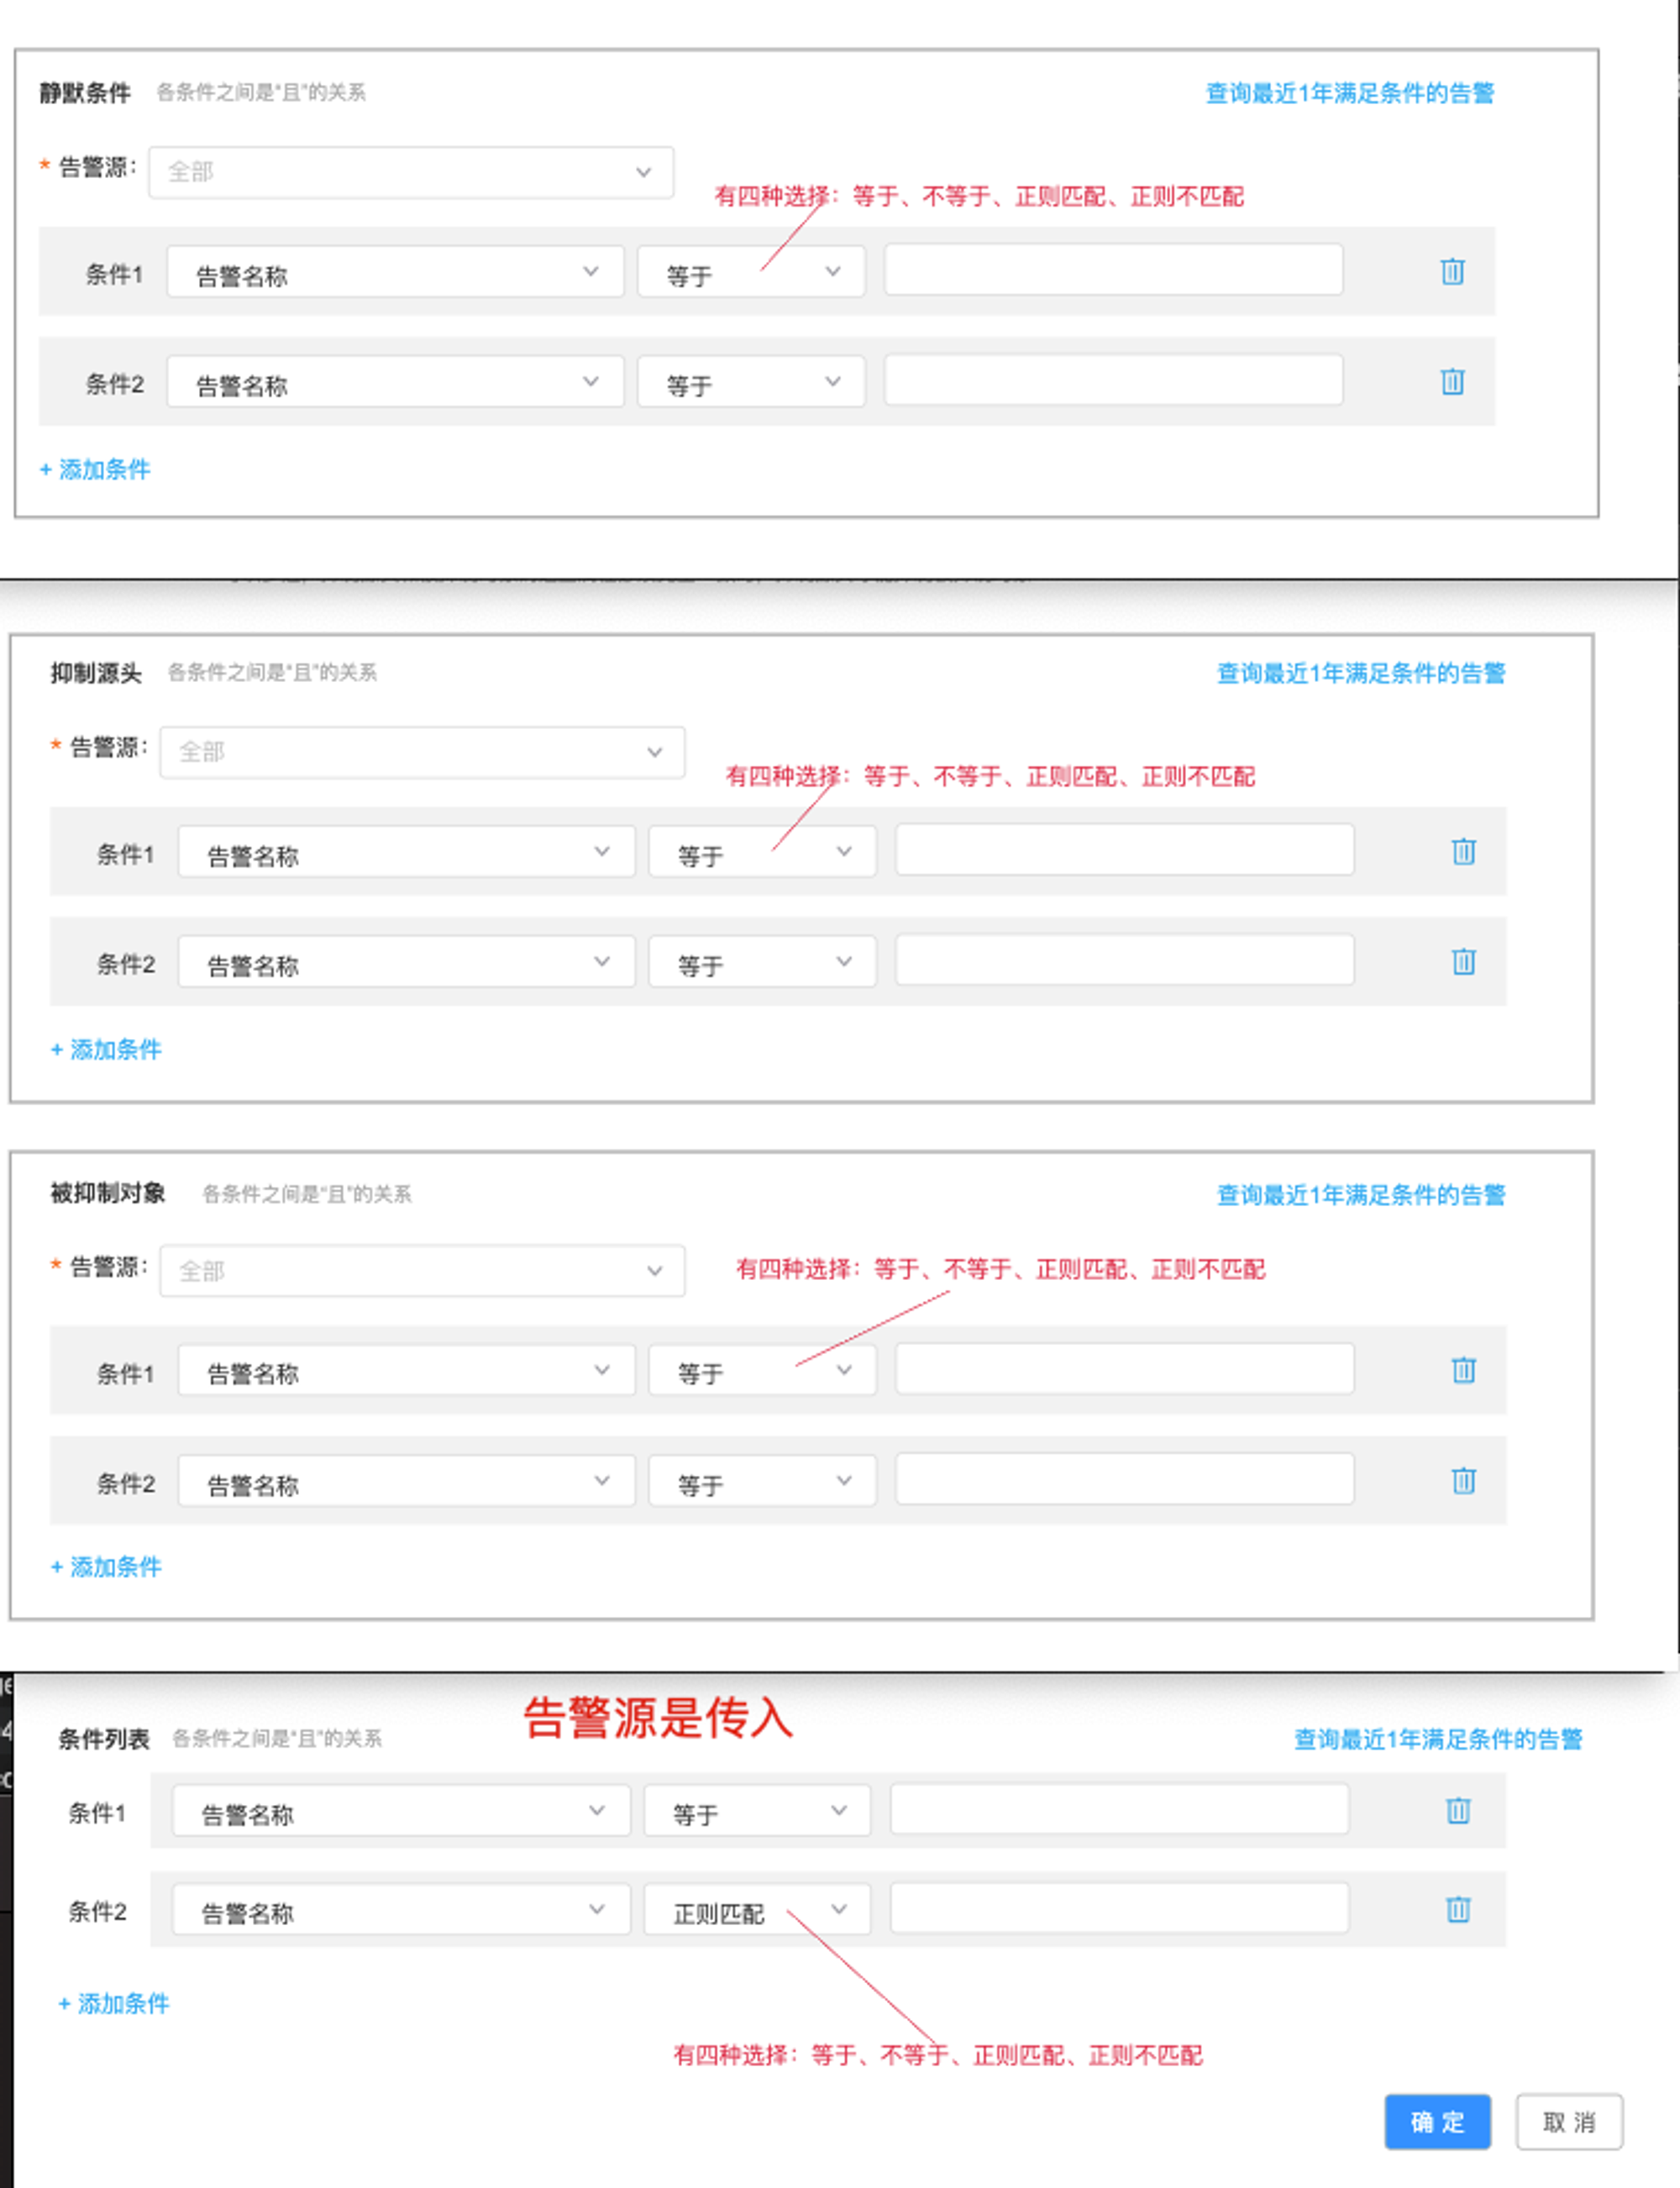 静默条件 各条件之间是“且”的关系 查询最近1年满足条件的告警
* 告警源: 全部
有四种选择：等于、不等于、正则匹配、正则不匹配
条件1 告警名称 等于
条件2 告警名称 等于
+ 添加条件
抑制源头 各条件之间是“且”的关系 查询最近1年满足条件的告警
* 告警源: 全部
有四种选择：等于、不等于、正则匹配、正则不匹配
条件1 告警名称 等于
条件2 告警名称 等于
+ 添加条件
被抑制对象 各条件之间是“且”的关系 查询最近1年满足条件的告警
* 告警源: 全部
有四种选择：等于、不等于、正则匹配、正则不匹配
条件1 告警名称 等于
条件2 告警名称 等于
+ 添加条件
告警源是传入
条件列表 各条件之间是“且”的关系 查询最近1年满足条件的告警
条件1 告警名称 等于
条件2 告警名称 正则匹配
+ 添加条件
有四种选择：等于、不等于、正则匹配、正则不匹配
确 定 取 消